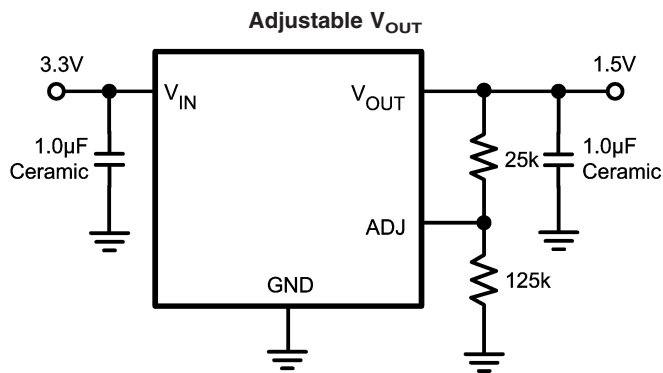 Adjustable VOUT
3.3V
1.5V
VIN
VOUT
1.0µF
Ceramic
25k
1.0µF
Ceramic
ADJ
GND
125k